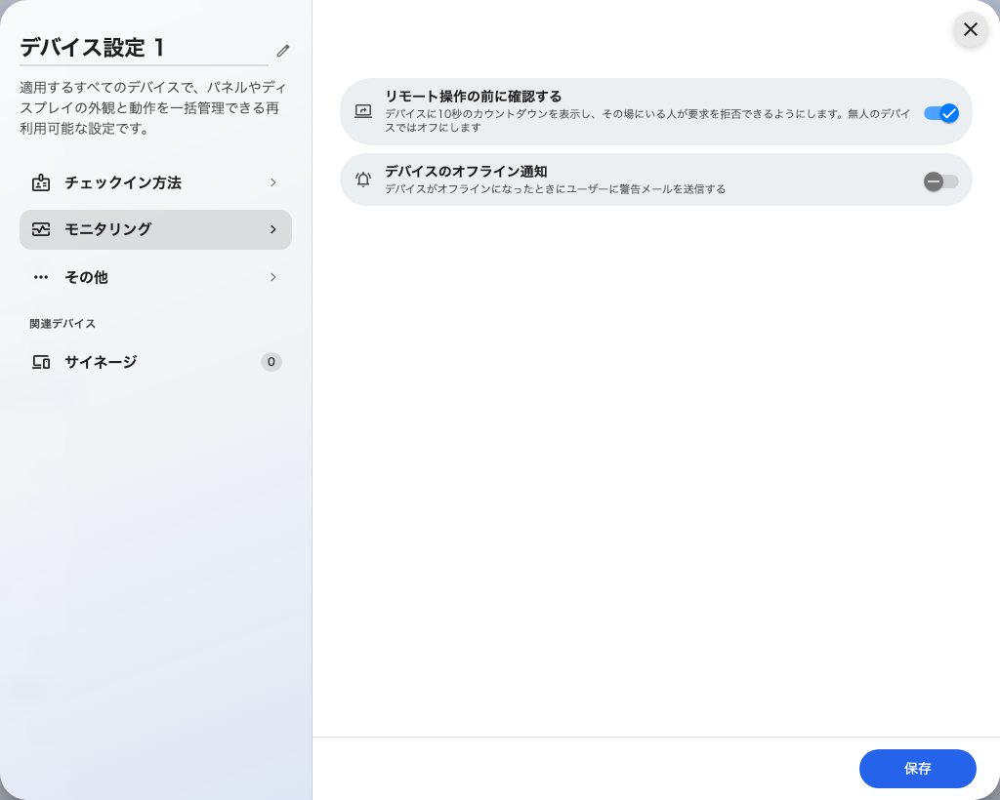 デバイス設定 1
適用するすべてのデバイスで、パネルやディ
スプレイの外観と動作を一括管理できる再
利用可能な設定です。
チェックイン方法
モニタリング
その他
関連デバイス
サイネージ
0
リモート操作の前に確認する
デバイスに10秒のカウントダウンを表示し、その場にいる人が要求を拒否できるようにします。無人のデバイ
スではオフにします
デバイスのオフライン通知
デバイスがオフラインになったときにユーザーに警告メールを送信する
保存